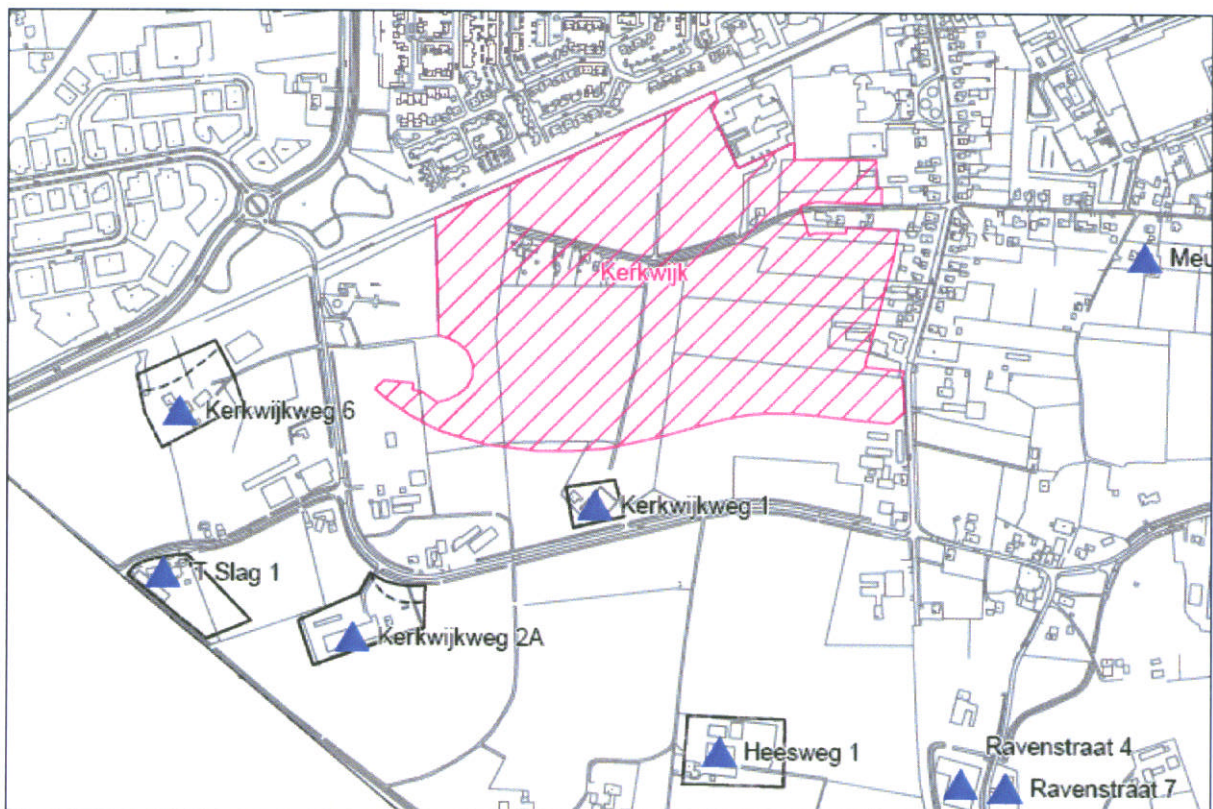 Kerkwijk
Meu
Kerkwijkweg 6
Kerkwijkweg 1
'T Slag 1
Kerkwijkweg 2A
Heesweg 1
Ravenstraat 4
Ravenstraat 7